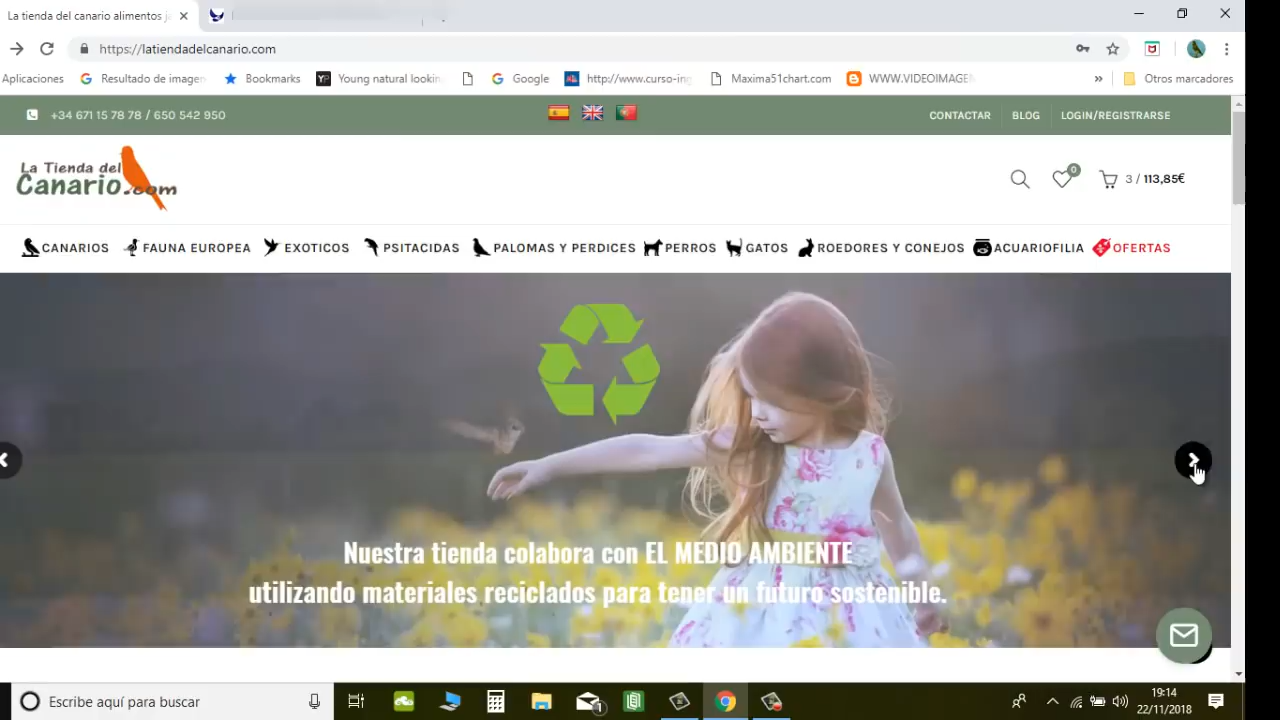 La tienda del canario alimentos j
https://latiendadelcanario.com
Aplicaciones
Resultado de imagen
Bookmarks
YP Young natural lookin
Google
http://www.curso-ing
Maxima51chart.com
WWW.VIDEOIMAGEN
»
Otros marcadores
+34 671 15 78 78 / 650 542 950
CONTACTAR
BLOG
LOGIN/REGISTRARSE
La Tienda del
Canario.com
0
3 / 113,85€
CANARIOS
FAUNA EUROPEA
EXOTICOS
PSITACIDAS
PALOMAS Y PERDICES
PERROS
GATOS
ROEDORES Y CONEJOS
ACUARIOFILIA
OFERTAS
Nuestra tienda colabora con EL MEDIO AMBIENTE
utilizando materiales reciclados para tener un futuro sostenible.
Escribe aquí para buscar
1
19:14
22/11/2018